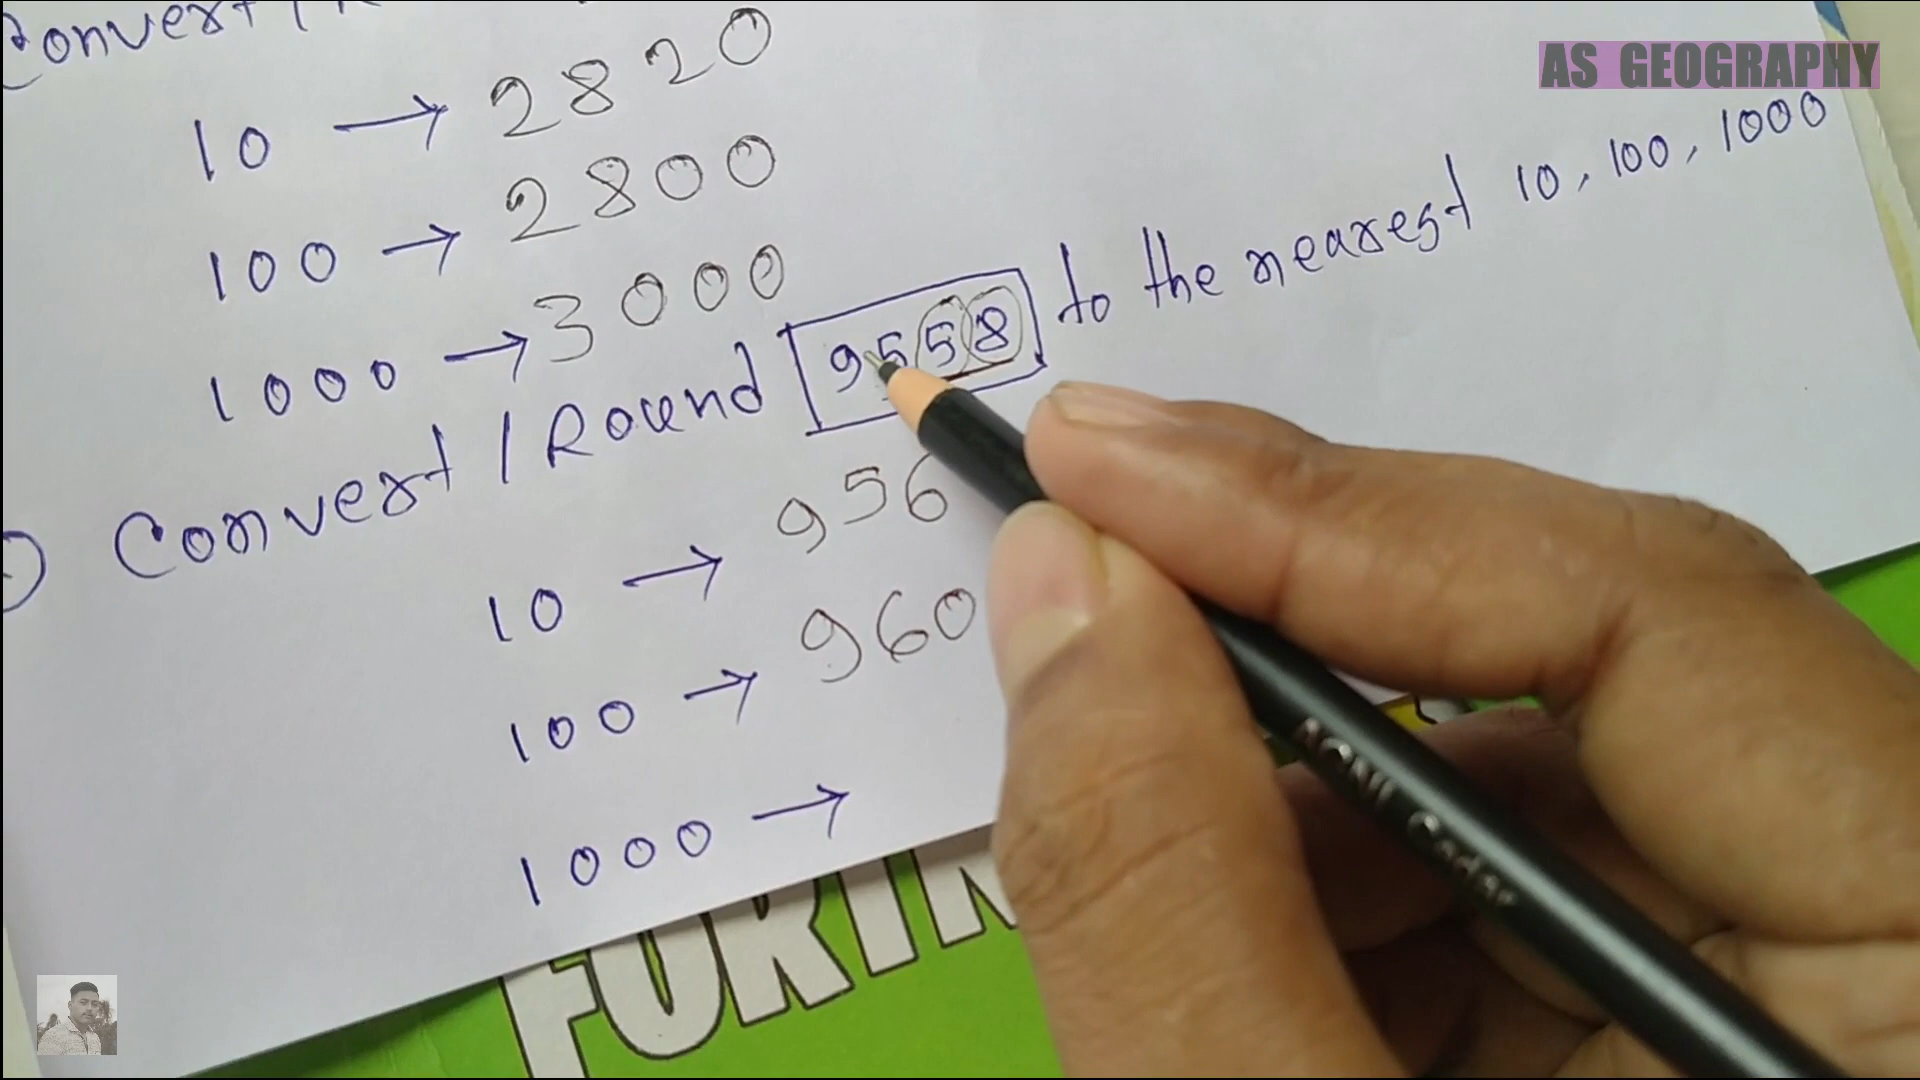 Convert /
10 → 2820
100 → 2800
1000 → 3000
Convert / Round 9558 to the nearest 10, 100, 1000
10 → 956
100 → 960
1000 →
AS GEOGRAPHY